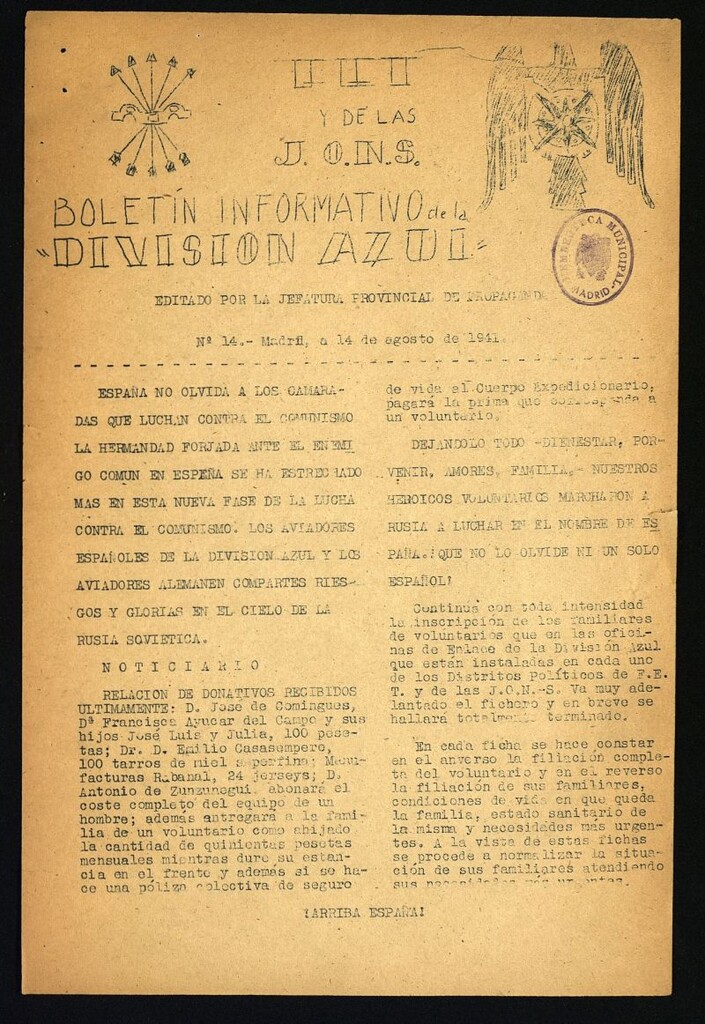 Y DE LAS
J. O.N.S.
BOLETÍN INFORMATIVO de la
"DIVISION AZUL"
EDITADO POR LA JEFATURA PROVINCIAL DE PROPAGANDA
HEMEROTECA MUNICIPAL
MADRID
Nº 14.- Madrid, a 14 de agosto de 1941.
ESPAÑA NO OLVIDA A LOS CAMARA-
DAS QUE LUCHAN CONTRA EL COMUNISMO
LA HERMANDAD FORJADA ANTE EL ENEMI
GO COMUN EN ESPEÑA SE HA ESTRECHADO
MAS EN ESTA NUEVA FASE DE LA LUCHA
CONTRA EL COMUNISMO. LOS AVIADORES
ESPAÑOLES DE LA DIVISION AZUL Y LOS
AVIADORES ALEMANEN COMPARTES RIES-
GOS Y GLORIAS EN EL CIELO DE LA
RUSIA SOVIETICA.
N O T I C I A R I O
RELACION DE DONATIVOS RECIBIDOS
ULTIMAMENTE: D. José de Comingues,
Dª Francisca Ayucar del Campo y sus
hijos José Luis y Julia, 100 pese-
tas; Dr. D. Emilio Casasempero,
100 tarros de miel superfina; Manu-
facturas Rabanal, 24 jerseys; D.
Antonio de Zunzunegui. abonará el
coste completo del equipo de un
hombre; además antregará a la fami-
lia de un voluntario como ahijado
la cantidad de quinientas pesetas
mensuales mientras dure su estan-
cia en el frente y además si se ha-
ce una póliza colectiva de seguro
de vida al Cuerpo Expedicionario,
pagará la prima que corresponda a
un voluntario.
DEJANDOLO TODO -BIENESTAR, POR-
VENIR, AMORES, FAMILIA,- NUESTROS
HEROICOS VOLUNTARIOS MARCHARON A
RUSIA A LUCHAR EN EL NOMBRE DE ES
PAÑA.¡QUE NO LO OLVIDE NI UN SOLO
ESPAÑOL!
Continua con toda intensidad
la inscripción de los familiares
de voluntarios que en las ofici-
nas de Enlace de la División Azul
que están instaladas en cada uno
de los Distritos Políticos de F.E.
T. y de las J.O.N.-S. Va muy ade-
lantado el fichero y en breve se
hallará totalmente terminado.
En cada ficha se hace constar
en el anverso la filiación comple-
ta del voluntario y en el reverso
la filiación de sus familiares,
condiciones de vida en que queda
la familia, estado sanitario de
la misma y necesidades más urgen-
tes. A la vista de estas fichas
se procede a normalizar la situa-
ción de sus familiares atendiendo
sus necesidades más urgentes.
¡ARRIBA ESPAÑA!